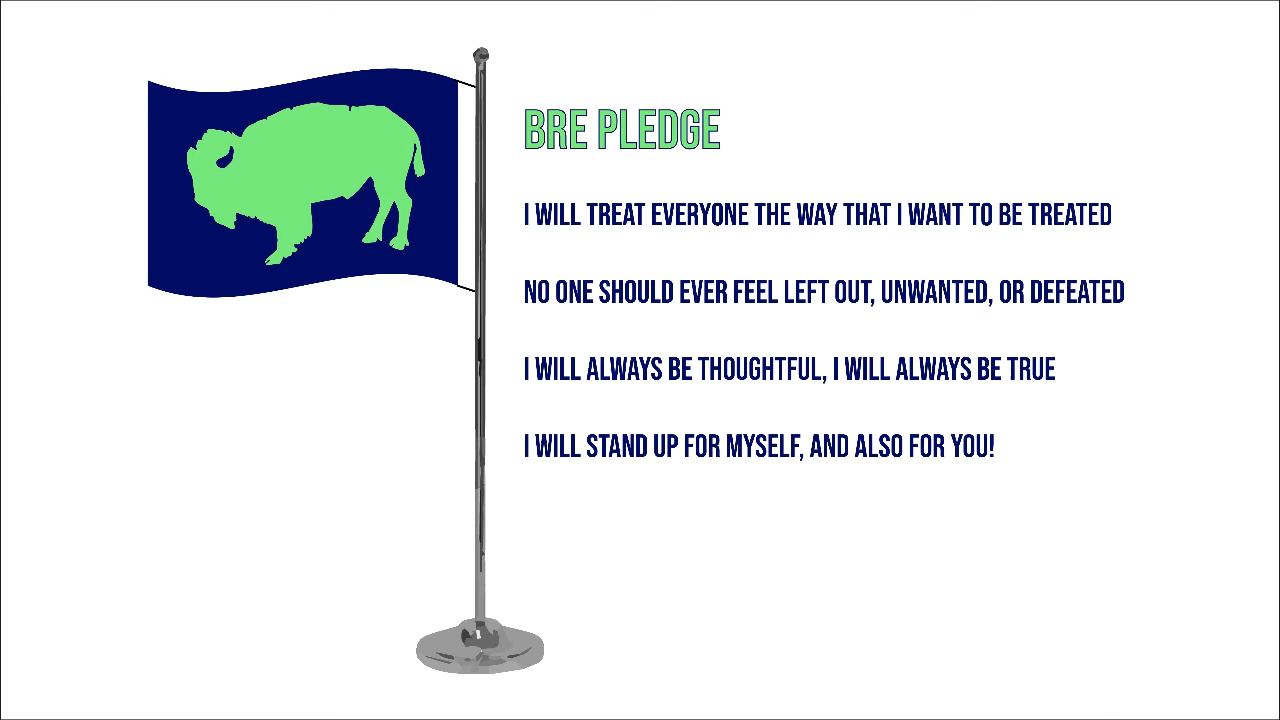 BRE PLEDGE
I WILL TREAT EVERYONE THE WAY THAT I WANT TO BE TREATED
NO ONE SHOULD EVER FEEL LEFT OUT, UNWANTED, OR DEFEATED
I WILL ALWAYS BE THOUGHTFUL, I WILL ALWAYS BE TRUE
I WILL STAND UP FOR MYSELF, AND ALSO FOR YOU!